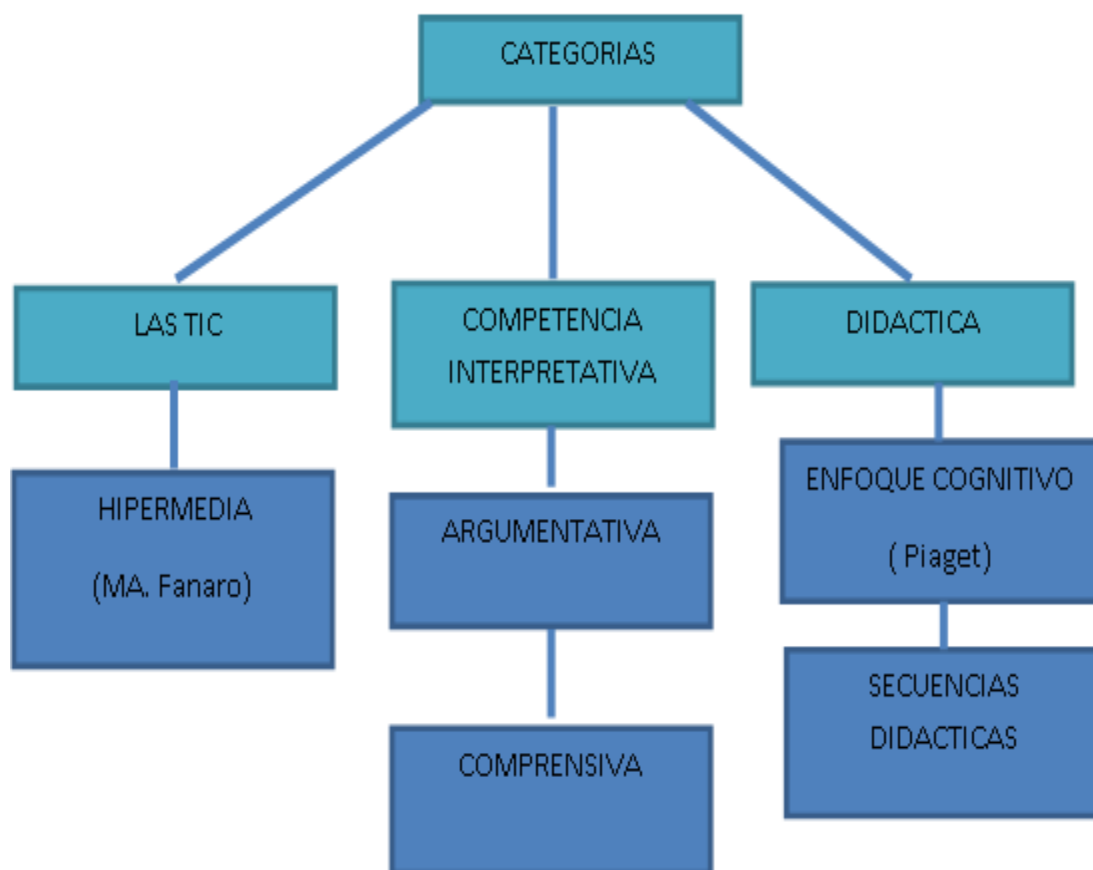 CATEGORIAS
LAS TIC
COMPETENCIA
INTERPRETATIVA
DIDACTICA
HIPERMEDIA
(MA. Fanaro)
ARGUMENTATIVA
ENFOQUE COGNITIVO
( Piaget)
COMPRENSIVA
SECUENCIAS
DIDACTICAS